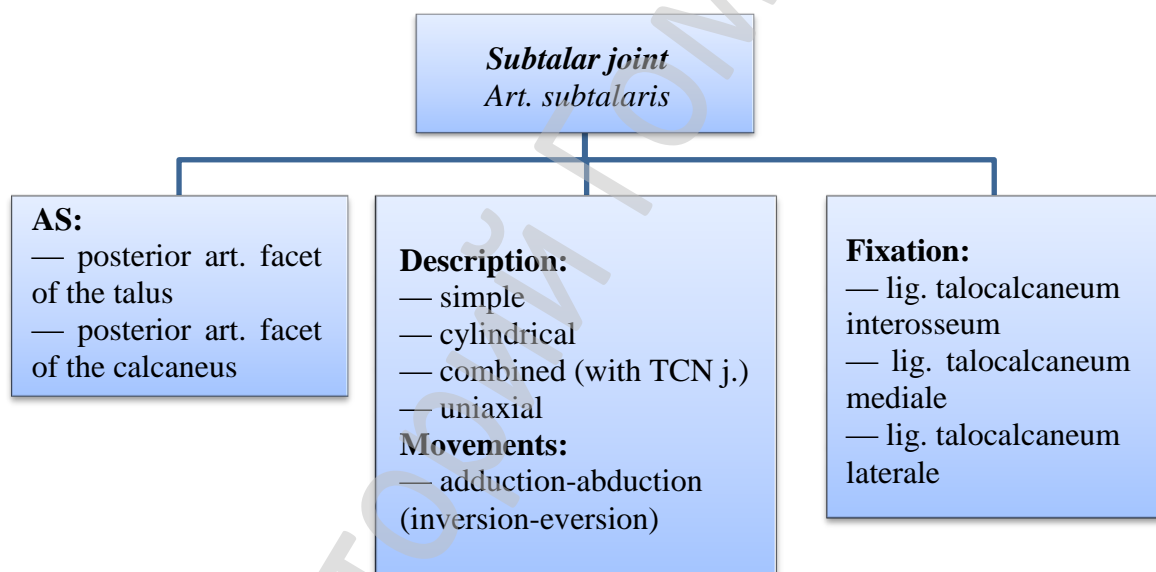 Subtalar joint
Art. subtalaris
AS:
— posterior art. facet
of the talus
— posterior art. facet
of the calcaneus
Description:
— simple
— cylindrical
— combined (with TCN j.)
— uniaxial
Movements:
— adduction-abduction
(inversion-eversion)
Fixation:
— lig. talocalcaneum
interosseum
— lig. talocalcaneum
mediale
— lig. talocalcaneum
laterale